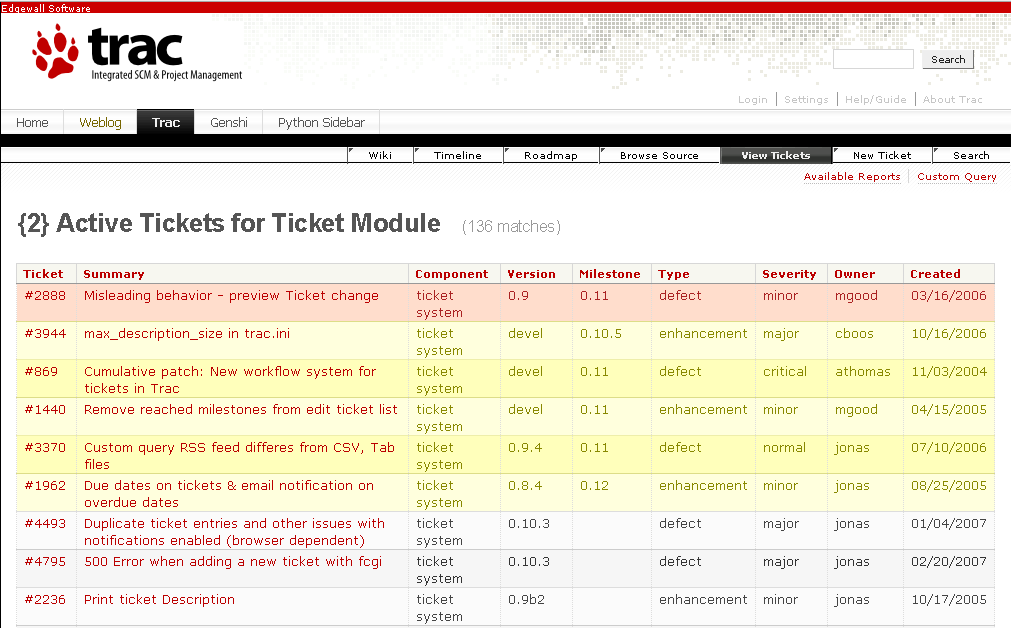 Edgewall Software
trac
Integrated SCM & Project Management
Search
Login Settings Help/Guide About Trac
Home Weblog Trac Genshi Python Sidebar
Wiki Timeline Roadmap Browse Source View Tickets New Ticket Search
Available Reports Custom Query
{2} Active Tickets for Ticket Module (136 matches)
Ticket Summary Component Version Milestone Type Severity Owner Created
#2888 Misleading behavior - preview Ticket change ticket 0.9 0.11 defect minor mgood 03/16/2006
system
#3944 max_description_size in trac.ini ticket devel 0.10.5 enhancement major cboos 10/16/2006
system
#869 Cumulative patch: New workflow system for ticket devel 0.11 defect critical athomas 11/03/2004
tickets in Trac system
#1440 Remove reached milestones from edit ticket list ticket devel 0.11 enhancement minor mgood 04/15/2005
system
#3370 Custom query RSS feed differes from CSV, Tab ticket 0.9.4 0.11 defect normal jonas 07/10/2006
files system
#1962 Due dates on tickets & email notification on ticket 0.8.4 0.12 enhancement minor jonas 08/25/2005
overdue dates system
#4493 Duplicate ticket entries and other issues with ticket 0.10.3 defect major jonas 01/04/2007
notifications enabled (browser dependent) system
#4795 500 Error when adding a new ticket with fcgi ticket 0.10.3 defect major jonas 02/20/2007
system
#2236 Print ticket Description ticket 0.9b2 enhancement minor jonas 10/17/2005
system